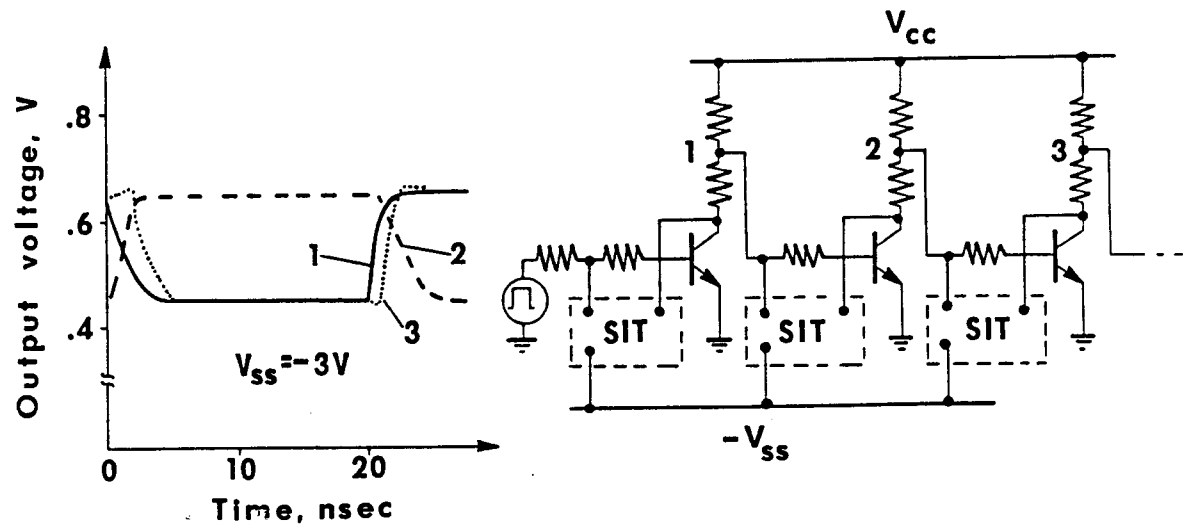 Output voltage, V
.8
.6
.4
1
2
3
V_SS=-3V
0
10
20
Time, nsec
V_CC
1
2
3
SIT
SIT
SIT
-V_SS